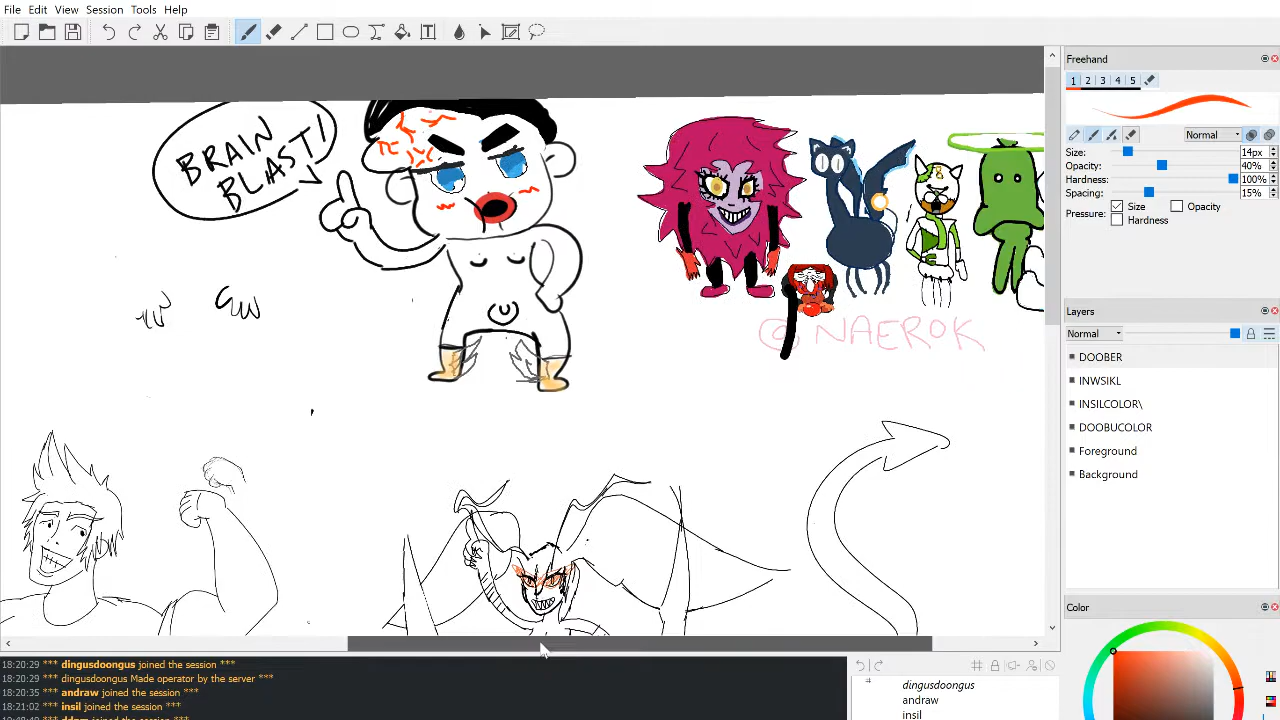 File Edit View Session Tools Help
Freehand
1 2 3 4 5
Normal
Size: 14px
Opacity: 40%
Hardness: 100%
Spacing: 15%
Pressure: Size Opacity
Hardness
BRAIN
BLAST!
@NAEROK
Layers
Normal
DOOBER
INWSIKL
INSILCOLOR\
DOOBUCOLOR
Foreground
Background
Color
18:20:29 *** dingusdoongus joined the session ***
18:20:29 *** dingusdoongus Made operator by the server ***
18:20:35 *** andraw joined the session ***
18:21:02 *** insil joined the session ***
dingusdoongus
andraw
insil